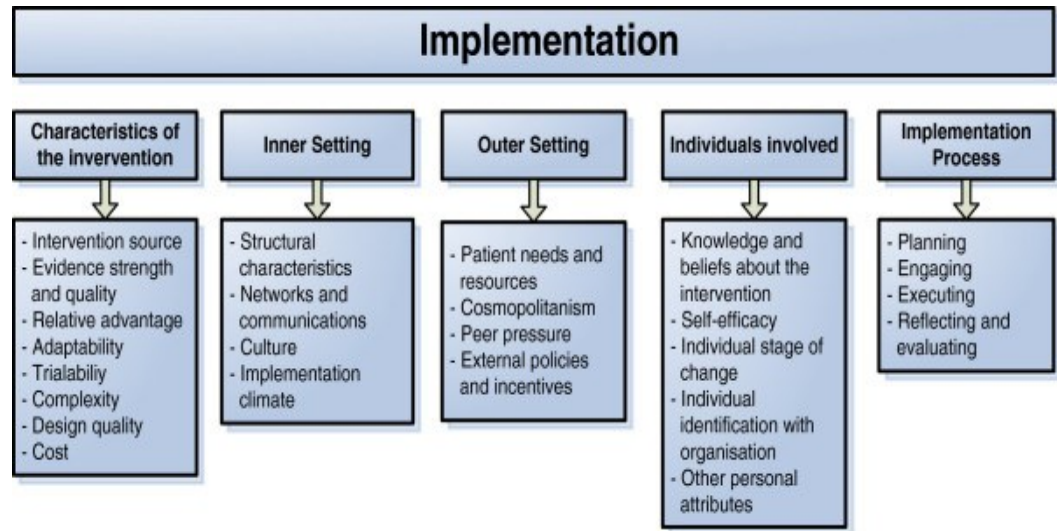 Implementation
Characteristics of
the invervention
- Intervention source
- Evidence strength
and quality
- Relative advantage
- Adaptability
- Trialabiliy
- Complexity
- Design quality
- Cost
Inner Setting
- Structural
characteristics
- Networks and
communications
- Culture
- Implementation
climate
Outer Setting
- Patient needs and
resources
- Cosmopolitanism
- Peer pressure
- External policies
and incentives
Individuals involved
- Knowledge and
beliefs about the
intervention
- Self-efficacy
- Individual stage of
change
- Individual
identification with
organisation
- Other personal
attributes
Implementation
Process
- Planning
- Engaging
- Executing
- Reflecting and
evaluating